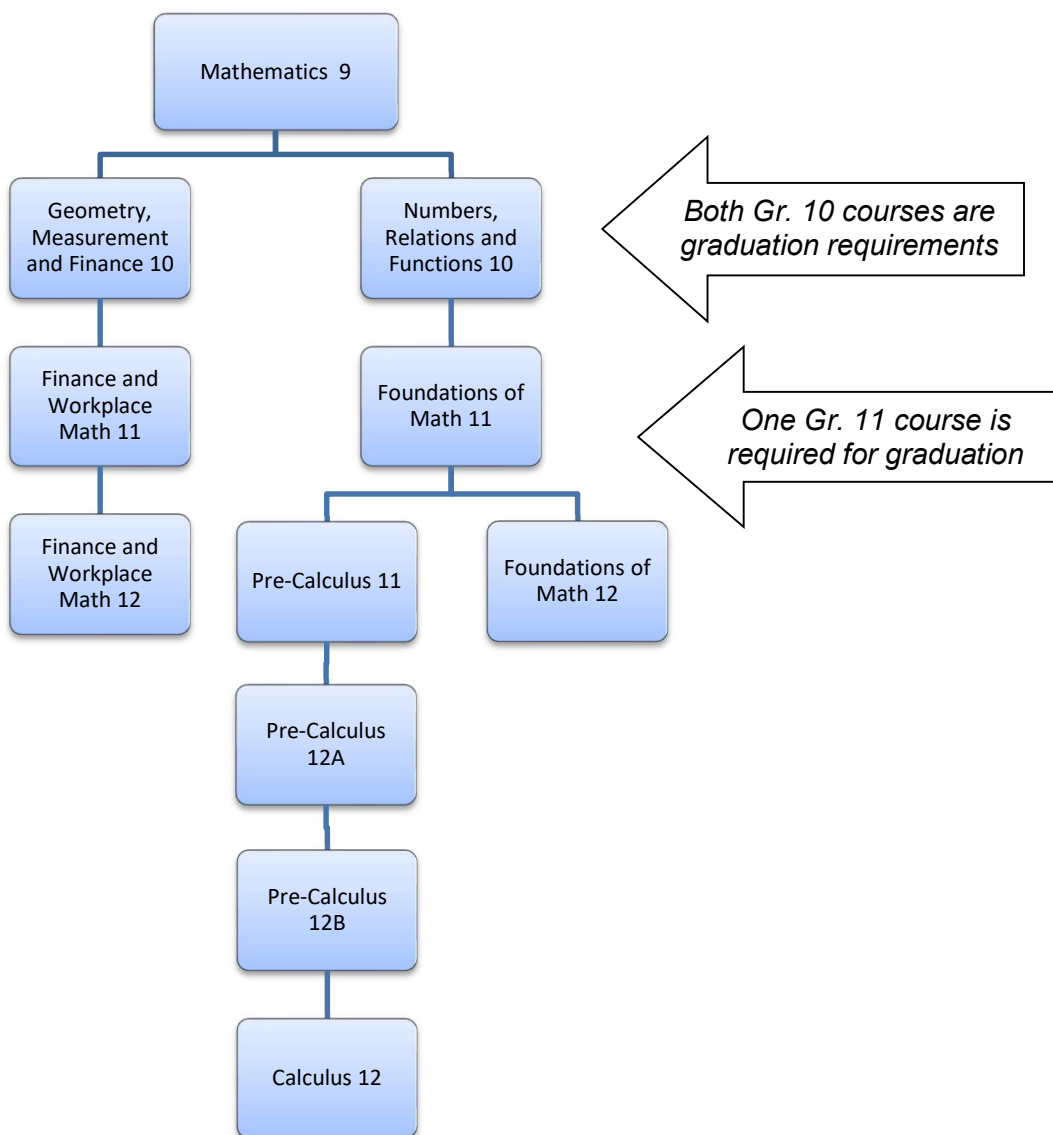 Mathematics 9
Geometry,
Measurement
and Finance 10
Numbers,
Relations and
Functions 10
Both Gr. 10 courses are
graduation requirements
Finance and
Workplace
Math 11
Foundations of
Math 11
One Gr. 11 course is
required for graduation
Finance and
Workplace
Math 12
Pre-Calculus 11
Foundations of
Math 12
Pre-Calculus
12A
Pre-Calculus
12B
Calculus 12